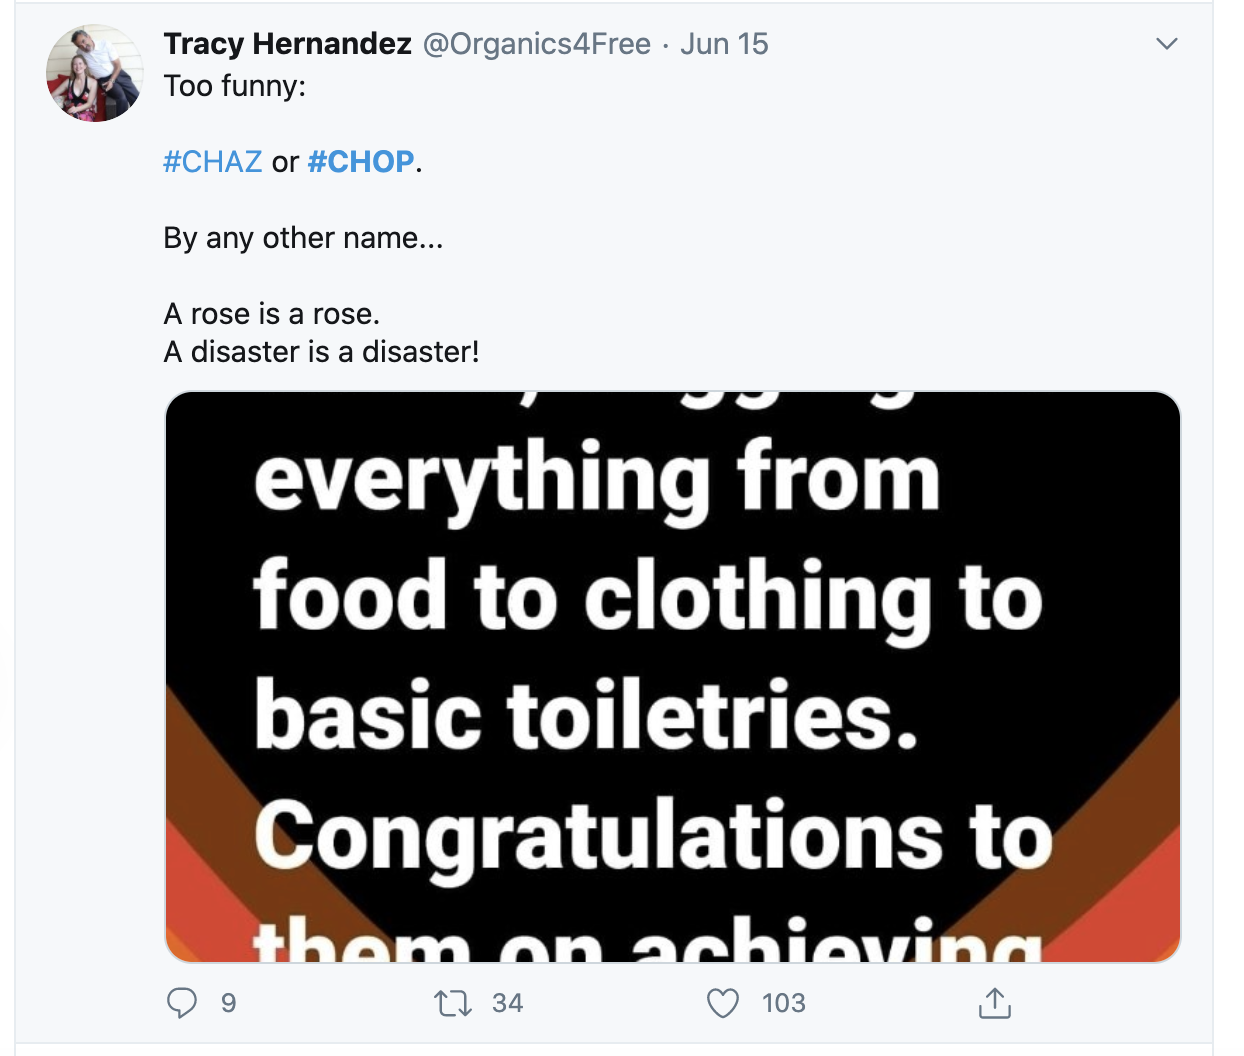 Tracy Hernandez @Organics4Free · Jun 15
Too funny:
#CHAZ or #CHOP.
By any other name...
A rose is a rose.
A disaster is a disaster!
everything from
food to clothing to
basic toiletries.
Congratulations to
them on achieving
9 34 103